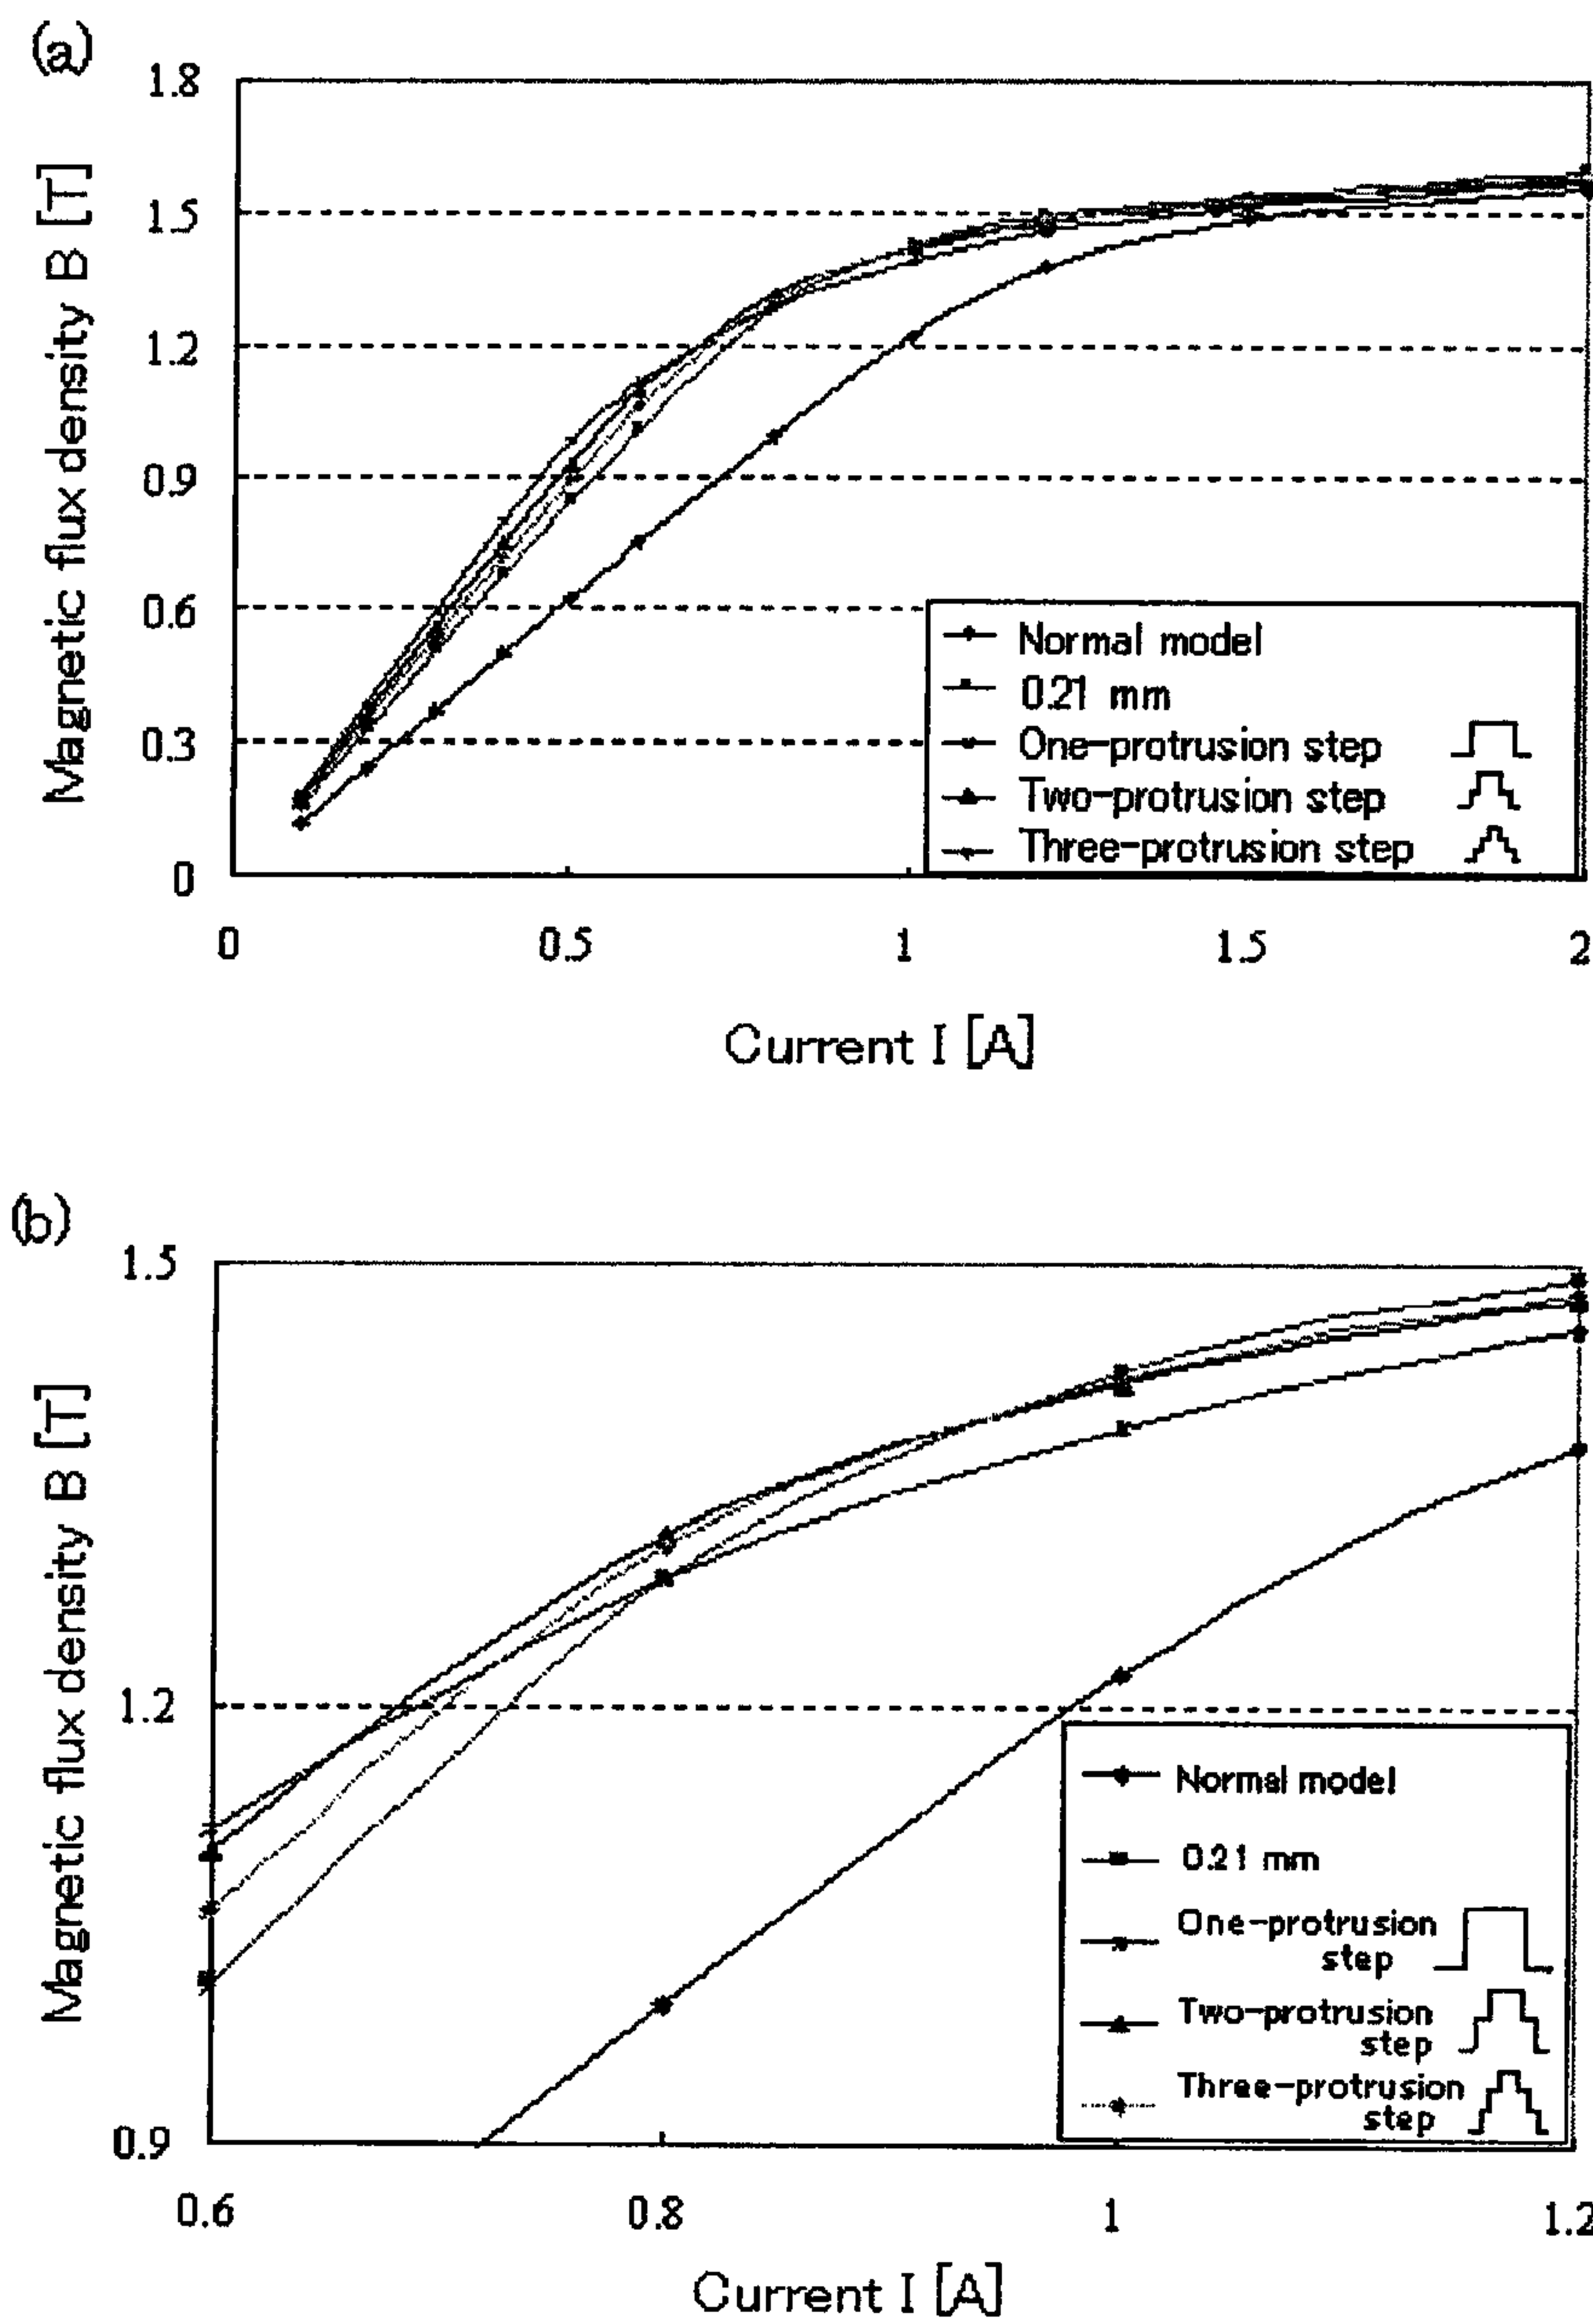 (a)
Magnetic flux density B [T]
1.8
1.5
1.2
0.9
0.6
0.3
0
0 0.5 1 1.5 2
Current I [A]
Normal model
0.21 mm
One-protrusion step
Two-protrusion step
Three-protrusion step
(b)
Magnetic flux density B [T]
1.5
1.2
0.9
0.6 0.8 1 1.2
Current I [A]
Normal model
0.21 mm
One-protrusion
step
Two-protrusion
step
Three-protrusion
step